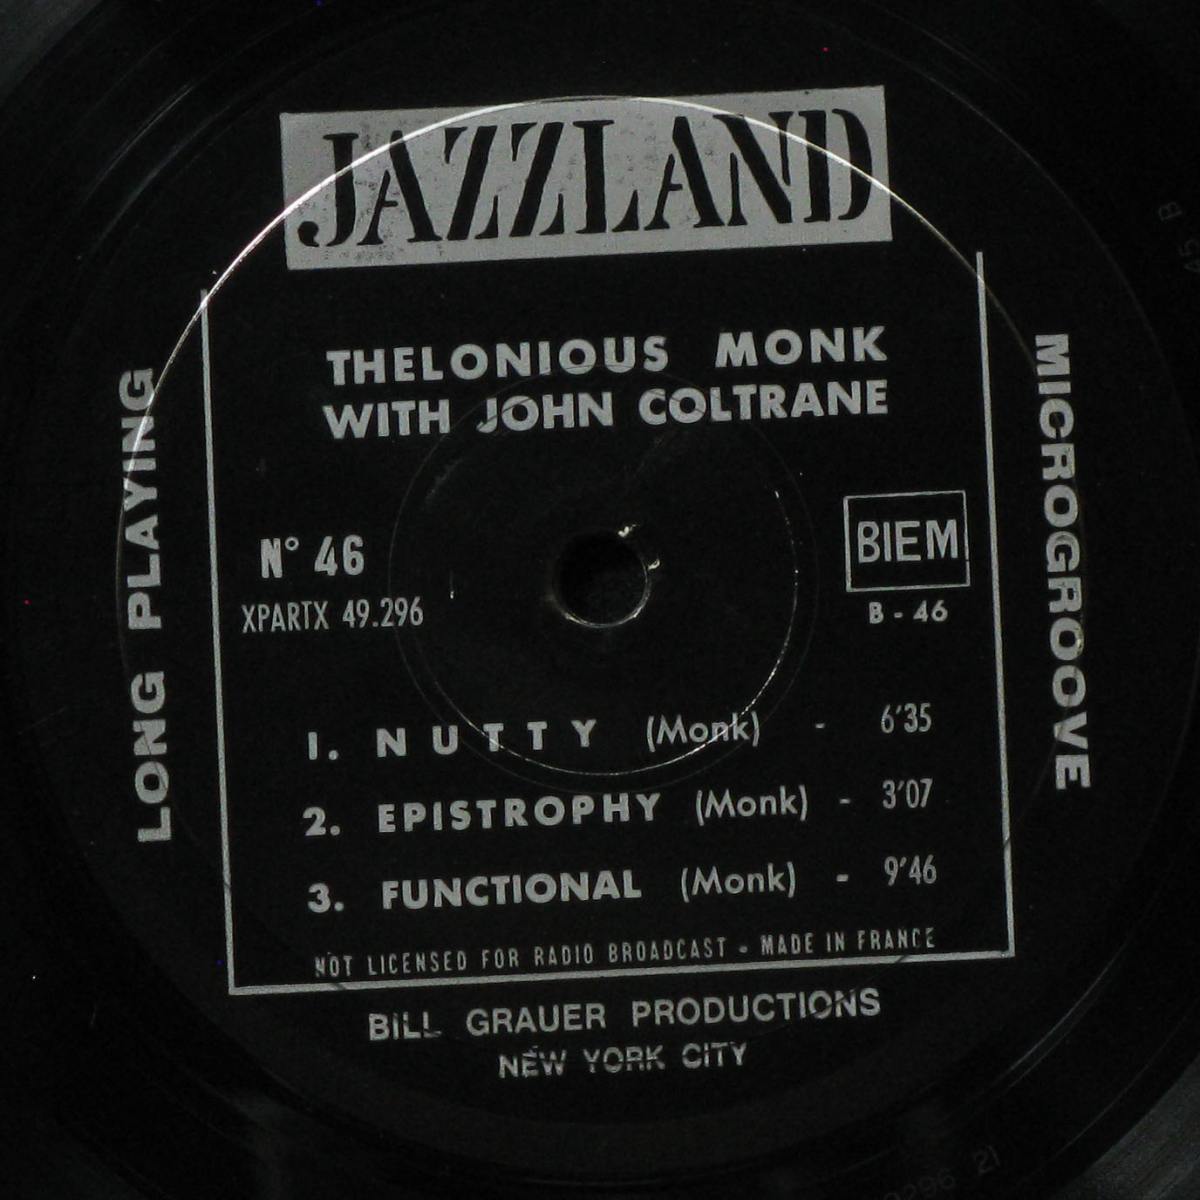 JAZZLAND
THELONIOUS MONK
WITH JOHN COLTRANE
LONG PLAYING
MICROGROOVE
N° 46
XPARTX 49.296
BIEM
B - 46
1. NUTTY (Monk) - 6'35
2. EPISTROPHY (Monk) - 3'07
3. FUNCTIONAL (Monk) - 9'46
NOT LICENSED FOR RADIO BROADCAST - MADE IN FRANCE
BILL GRAUER PRODUCTIONS
NEW YORK CITY